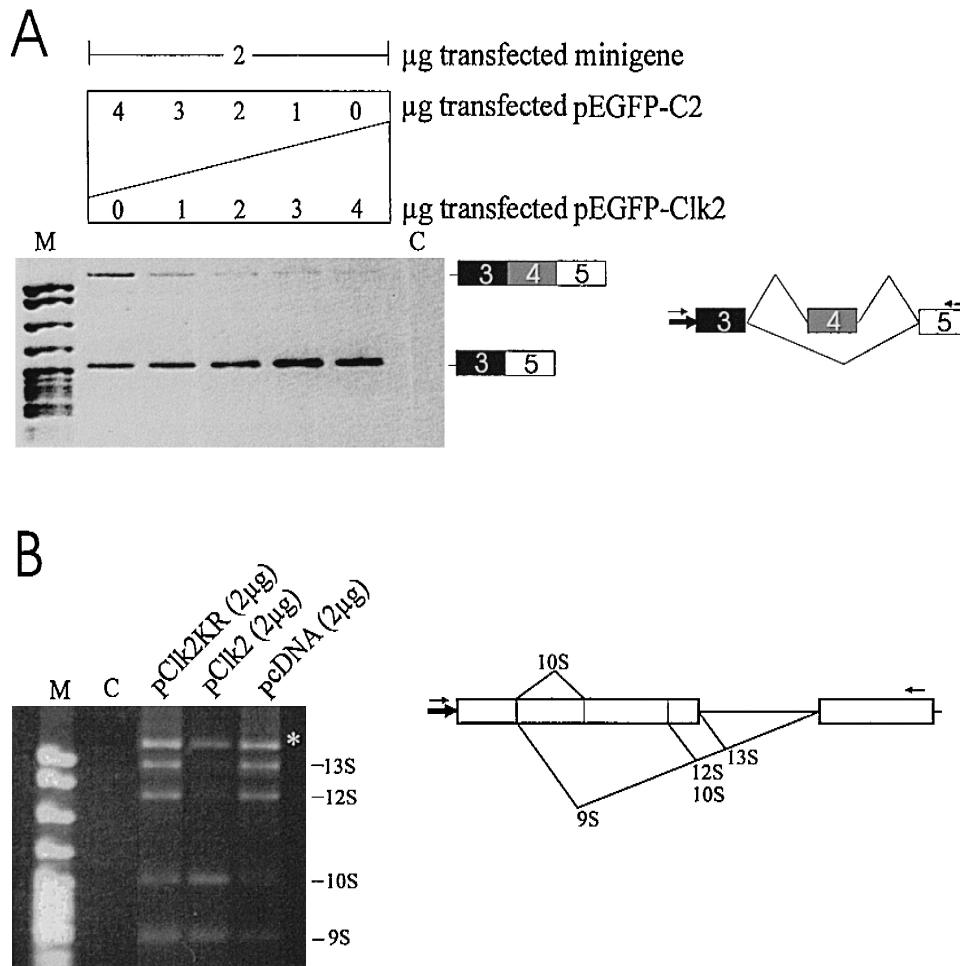 A
2 µg transfected minigene
4 3 2 1 0 µg transfected pEGFP-C2
0 1 2 3 4 µg transfected pEGFP-Clk2
M C
3 4 5
3 5
3 4 5
B
pClk2KR (2µg)
pClk2 (2µg)
pcDNA (2µg)
M C
*
–13S
–12S
–10S
–9S
10S
13S
12S
10S
9S